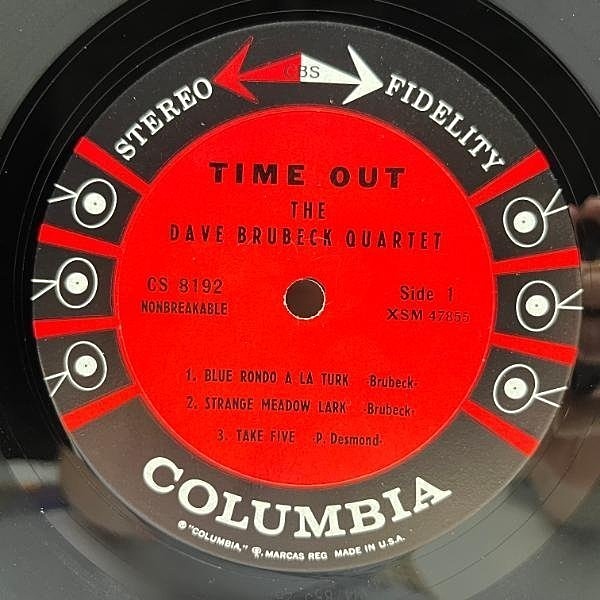 CBS
STEREO FIDELITY
TIME OUT
THE
DAVE BRUBECK QUARTET
CS 8192
NONBREAKABLE
Side 1
XSM 47855
1. BLUE RONDO A LA TURK -Brubeck-
2. STRANGE MEADOW LARK -Brubeck-
3. TAKE FIVE -P. Desmond-
COLUMBIA
® "COLUMBIA," ⓟ. MARCAS REG MADE IN U.S.A.